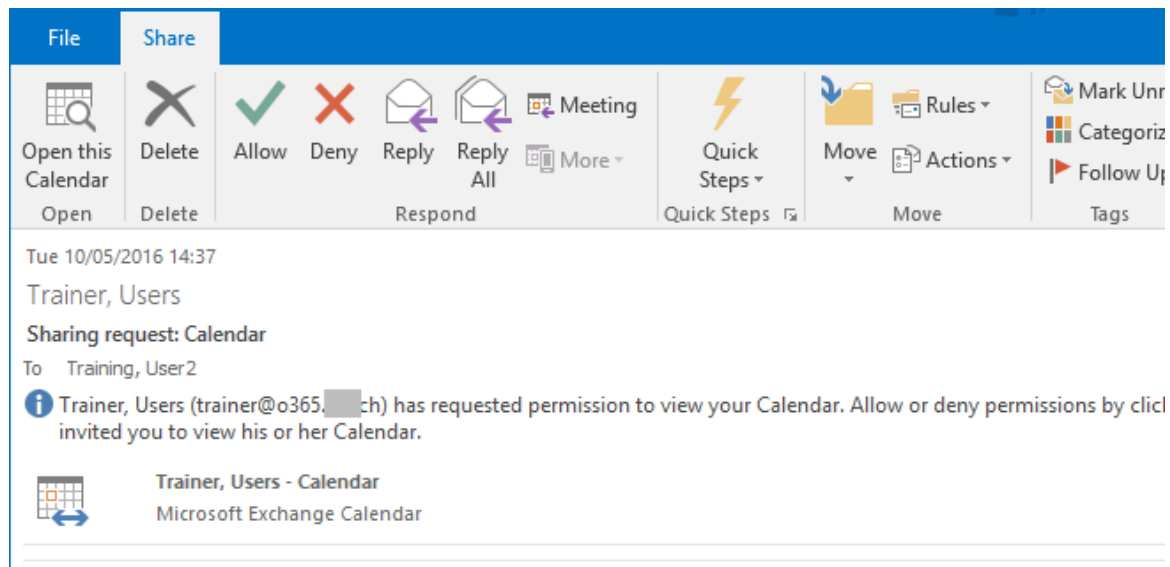 File Share
Open this Calendar
Delete
Allow
Deny
Reply
Reply All
Meeting
More
Quick Steps
Move
Rules
Actions
Mark
Follow
Open Delete Respond Quick Steps Move Tags
Tue 10/05/2016 14:37
Trainer, Users
Sharing request: Calendar
To Training, User2
Trainer, Users (trainer@o365. ch) has requested permission to view your Calendar. Allow or deny permissions by
invited you to view his or her Calendar.
Trainer, Users - Calendar
Microsoft Exchange Calendar